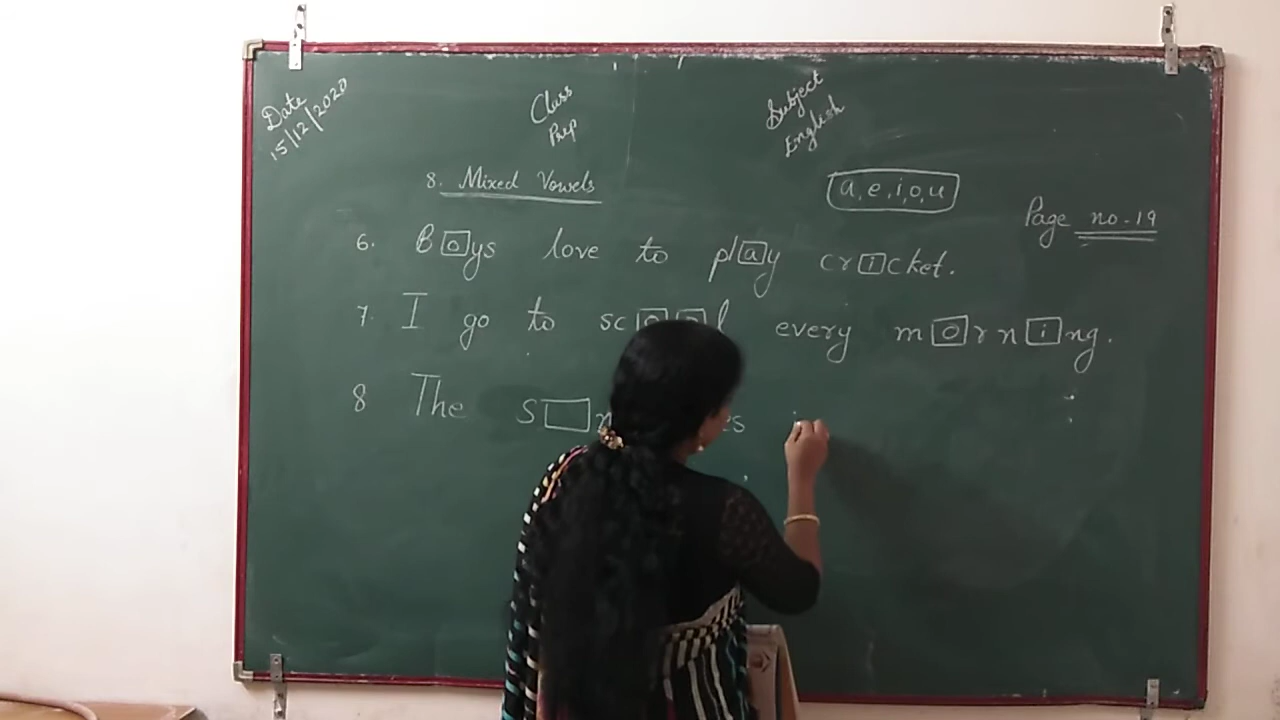 Date
15/12/2020
Class
Prep
Subject
English
8. Mixed Vowels
a,e,i,o,u
Page no-19
6. Boys love to play cricket.
7. I go to every morning.
8 The